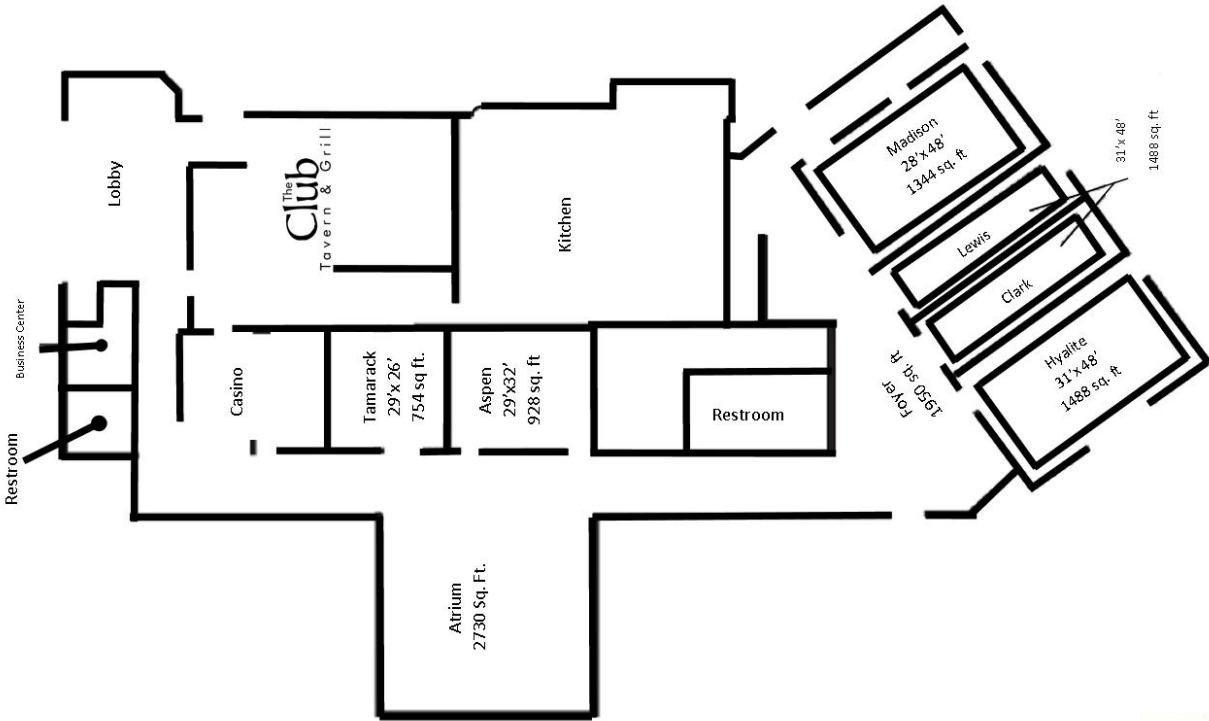 Lobby
The
Club
Tavern & Grill
Kitchen
Business Center
Restroom
Casino
Tamarack
29'x 26'
754 sq ft.
Aspen
29'x32'
928 sq. ft
Restroom
Atrium
2730 Sq. Ft.
Madison
28'x48'
1344 sq. ft
Lewis
Clark
31'x 48'
1488 sq. ft
Hyalite
31'x 48'
1488 sq. ft
Foyer
1950 sq. ft